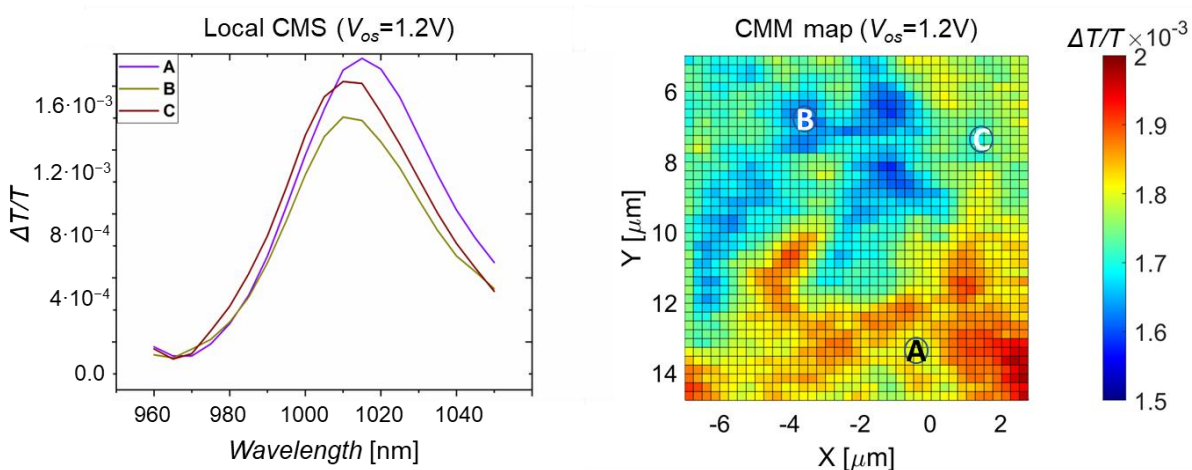 Local CMS (Vos=1.2V)
A
B
C
1.6·10⁻³
1.2·10⁻³
8·10⁻⁴
4·10⁻⁴
0.0
ΔT/T
960 980 1000 1020 1040
Wavelength [nm]
CMM map (Vos=1.2V)
B
C
A
6
8
10
12
14
Y [μm]
-6 -4 -2 0 2
X [μm]
ΔT/T ×10⁻³
2
1.9
1.8
1.7
1.6
1.5